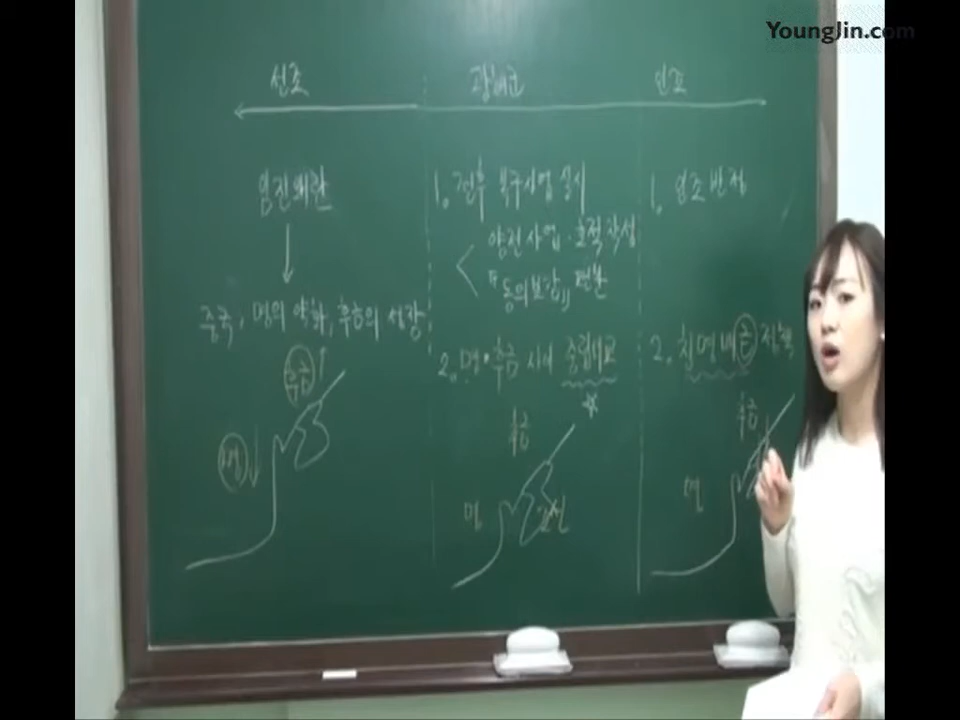 YoungJin.com
선조
광해군
인조
임진왜란
중국, 명의 약화, 후금의 성장
후금
명
1. 전후 복구사업 실시
양전사업·호적작성
『동의보감』 편찬
2. 명·후금 사이 중립외교
후금
명
조선
1. 인조반정
2. 친명배금 정책
후금
명